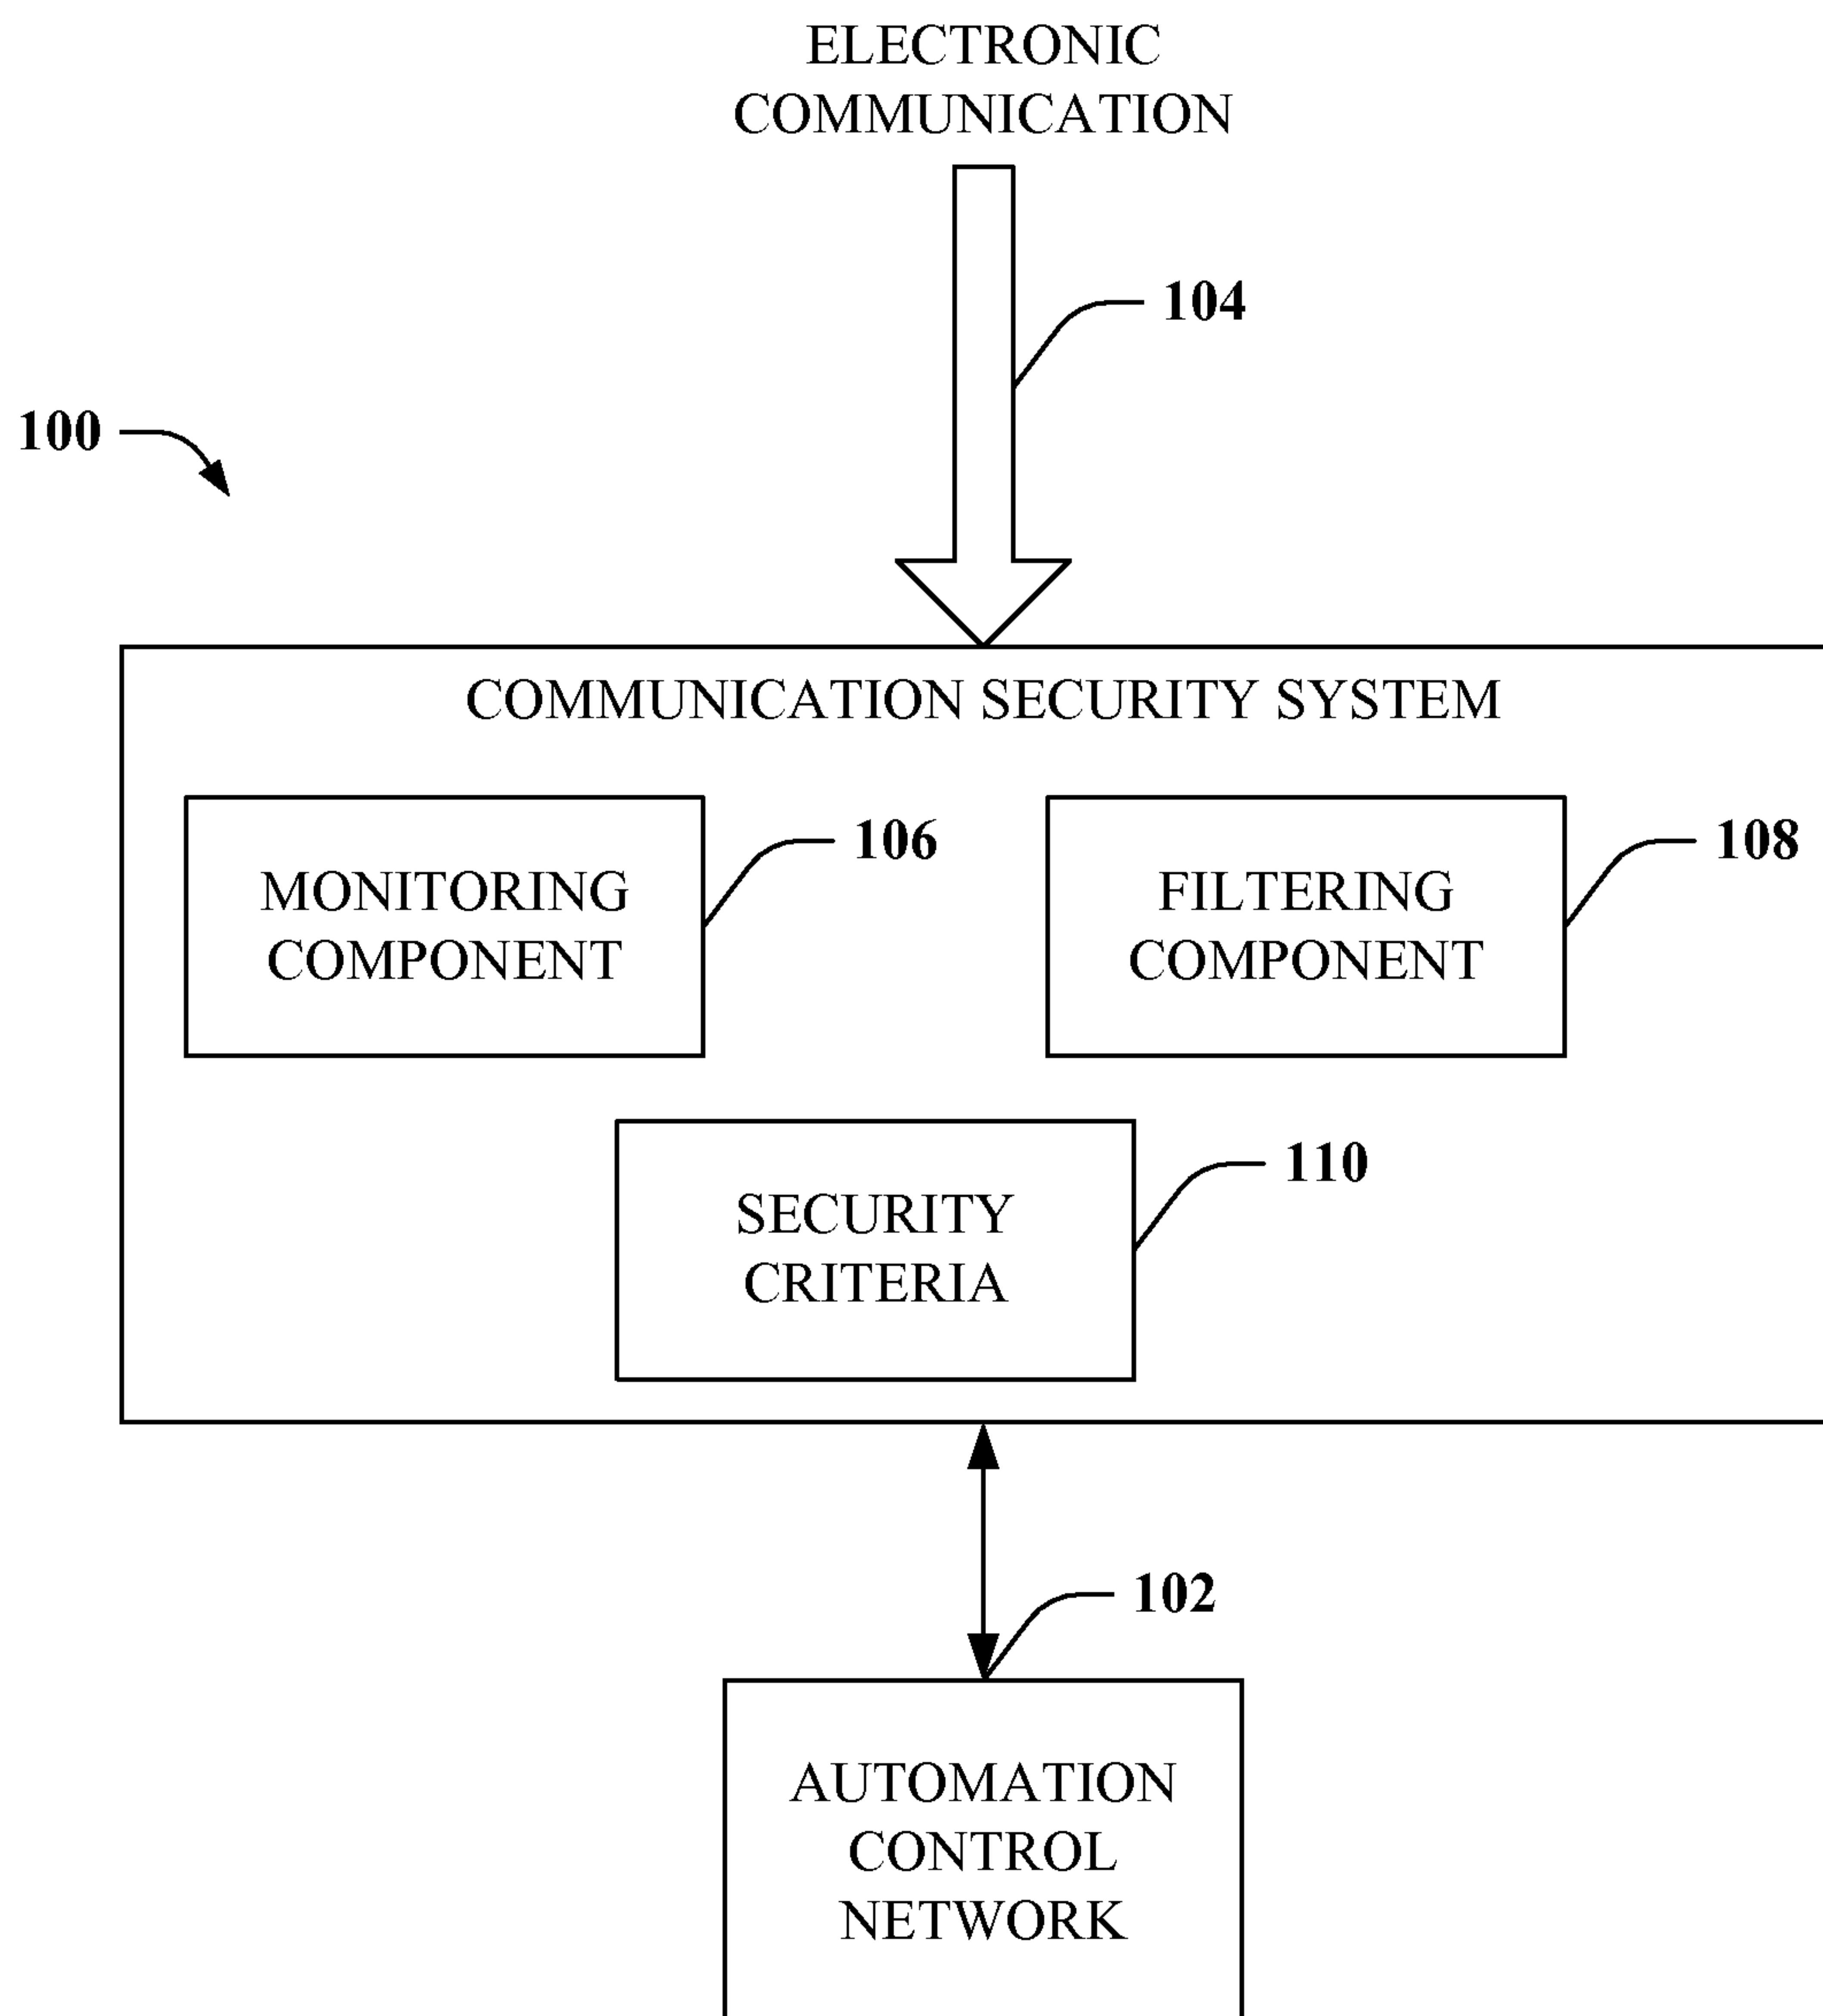 ELECTRONIC
COMMUNICATION
104
100
COMMUNICATION SECURITY SYSTEM
106
108
MONITORING
COMPONENT
FILTERING
COMPONENT
110
SECURITY
CRITERIA
102
AUTOMATION
CONTROL
NETWORK